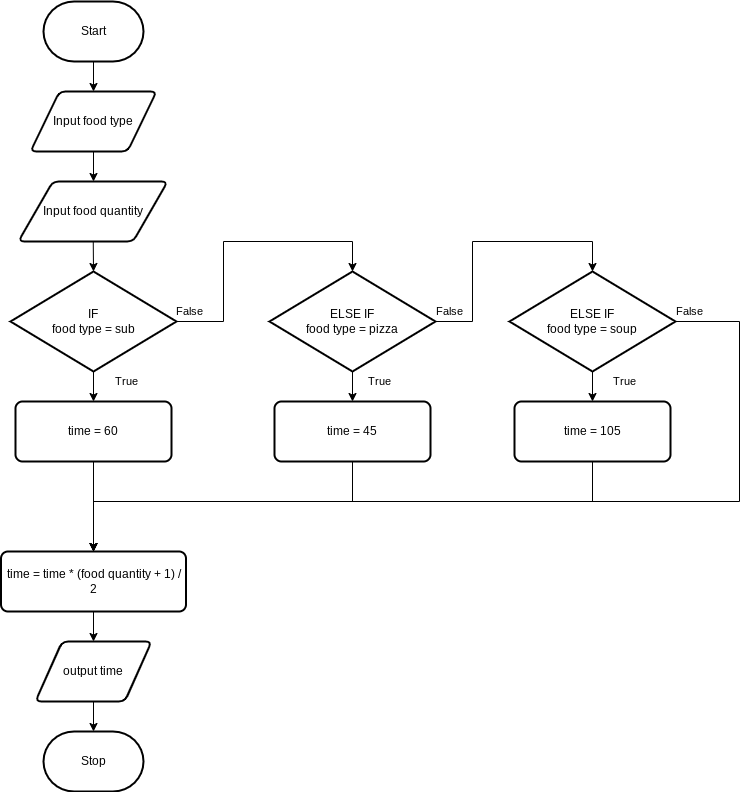 Start
Input food type
Input food quantity
IF
food type = sub
False
True
time = 60
ELSE IF
food type = pizza
False
True
time = 45
ELSE IF
food type = soup
False
True
time = 105
time = time * (food quantity + 1) /
2
output time
Stop